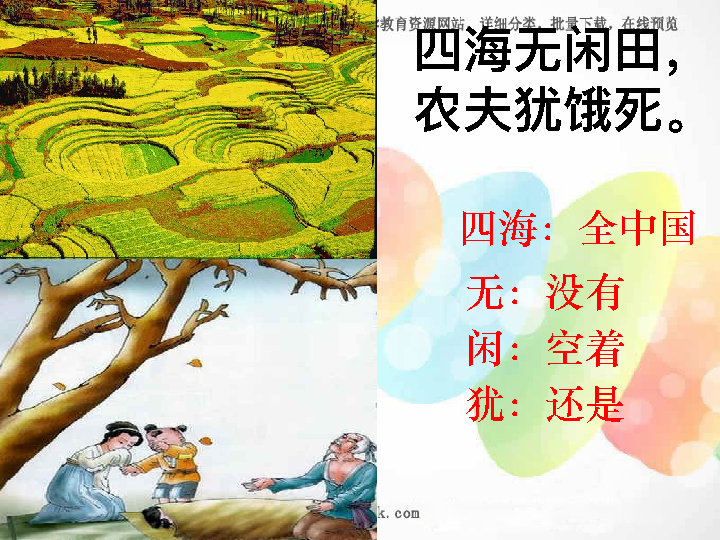 教育资源网站，详细分类，批量下载，在线预览
四海无闲田，
农夫犹饿死。
四海：全中国
无：没有
闲：空着
犹：还是
k.com